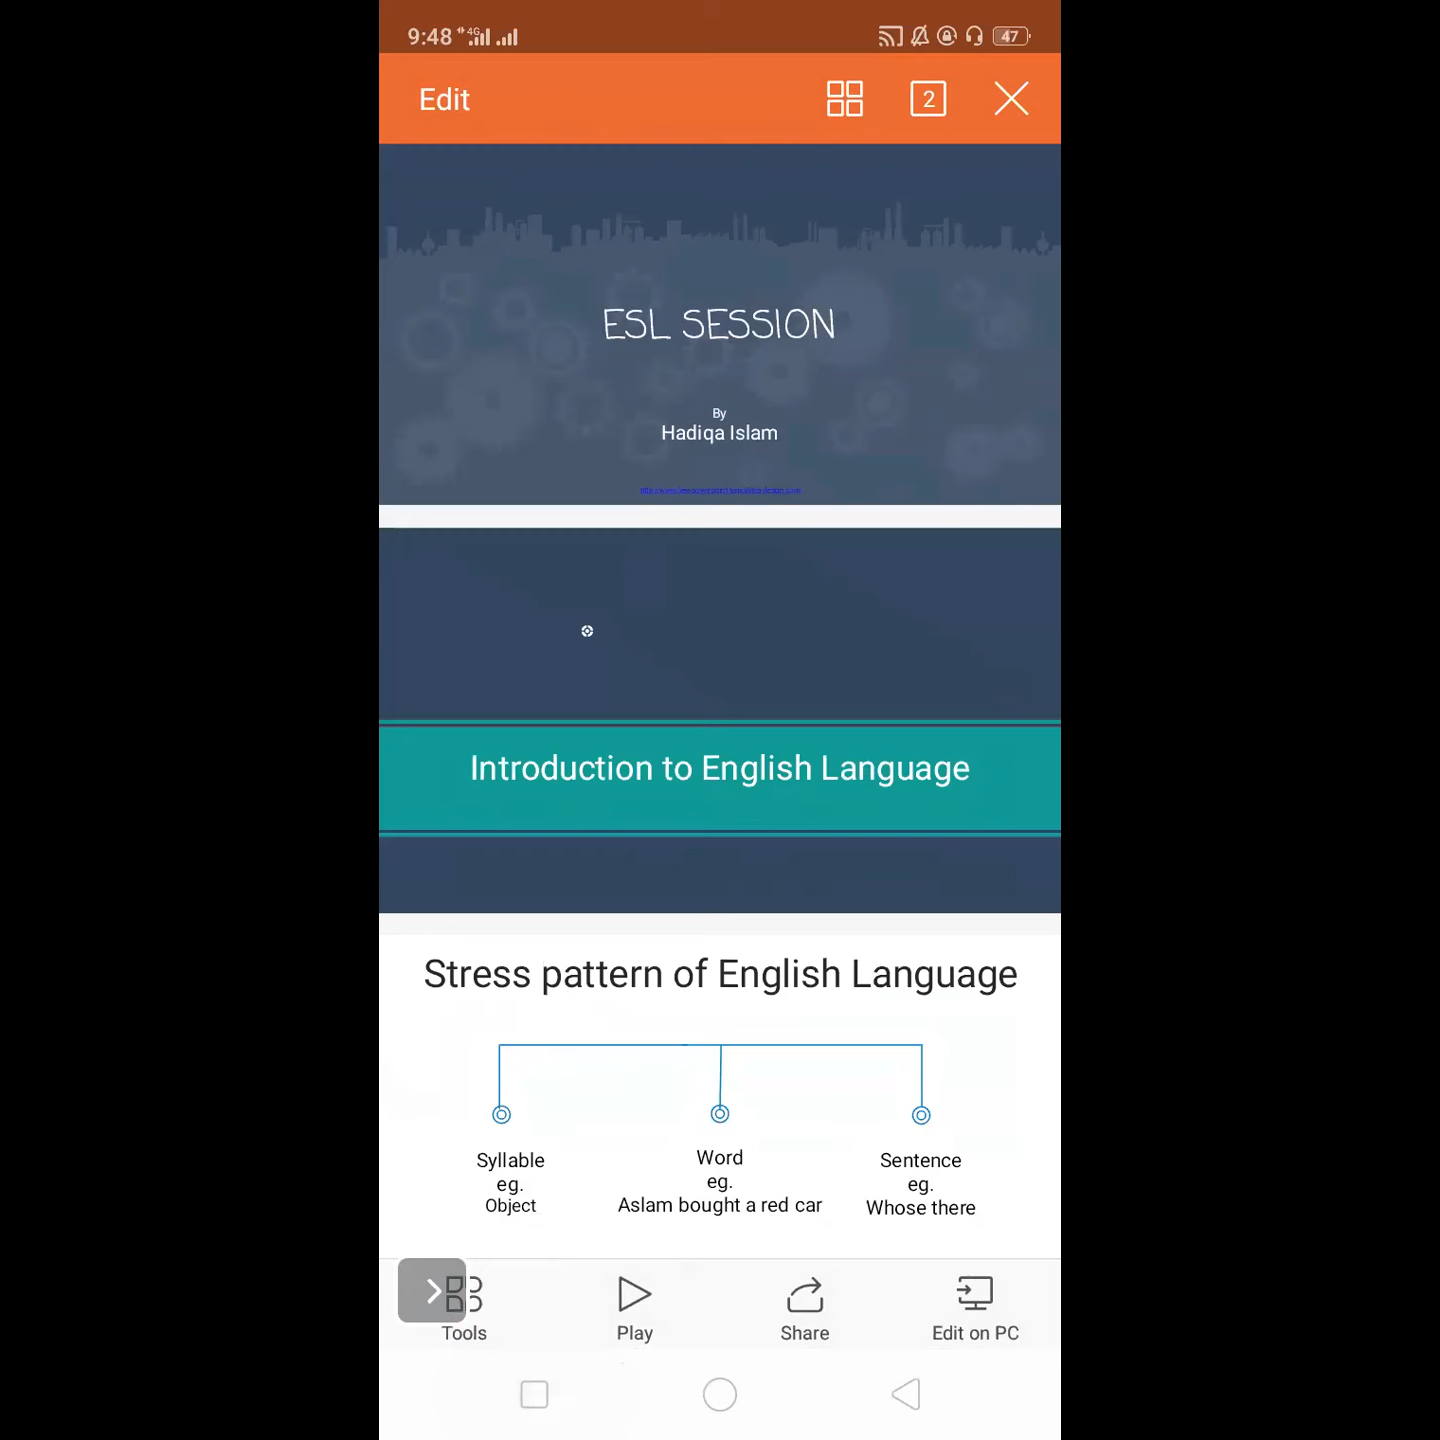 9:48 4G 47
Edit 2
ESL SESSION
By
Hadiqa Islam
Introduction to English Language
Stress pattern of English Language
Syllable
eg.
Object
Word
eg.
Aslam bought a red car
Sentence
eg.
Whose there
Tools Play Share Edit on PC